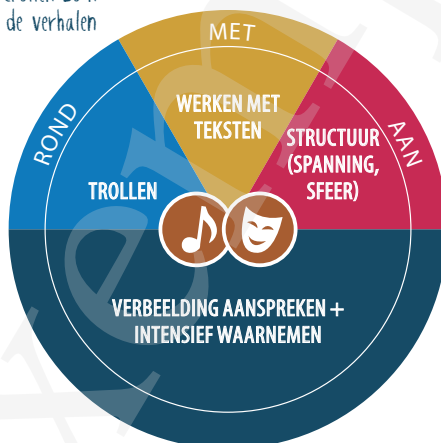 de verhalen
MET
WERKEN MET
TEKSTEN
ROND
TROLLEN
AAN
STRUCTUUR
(SPANNING,
SFEER)
VERBEELDING AANSPREKEN +
INTENSIEF WAARNEMEN